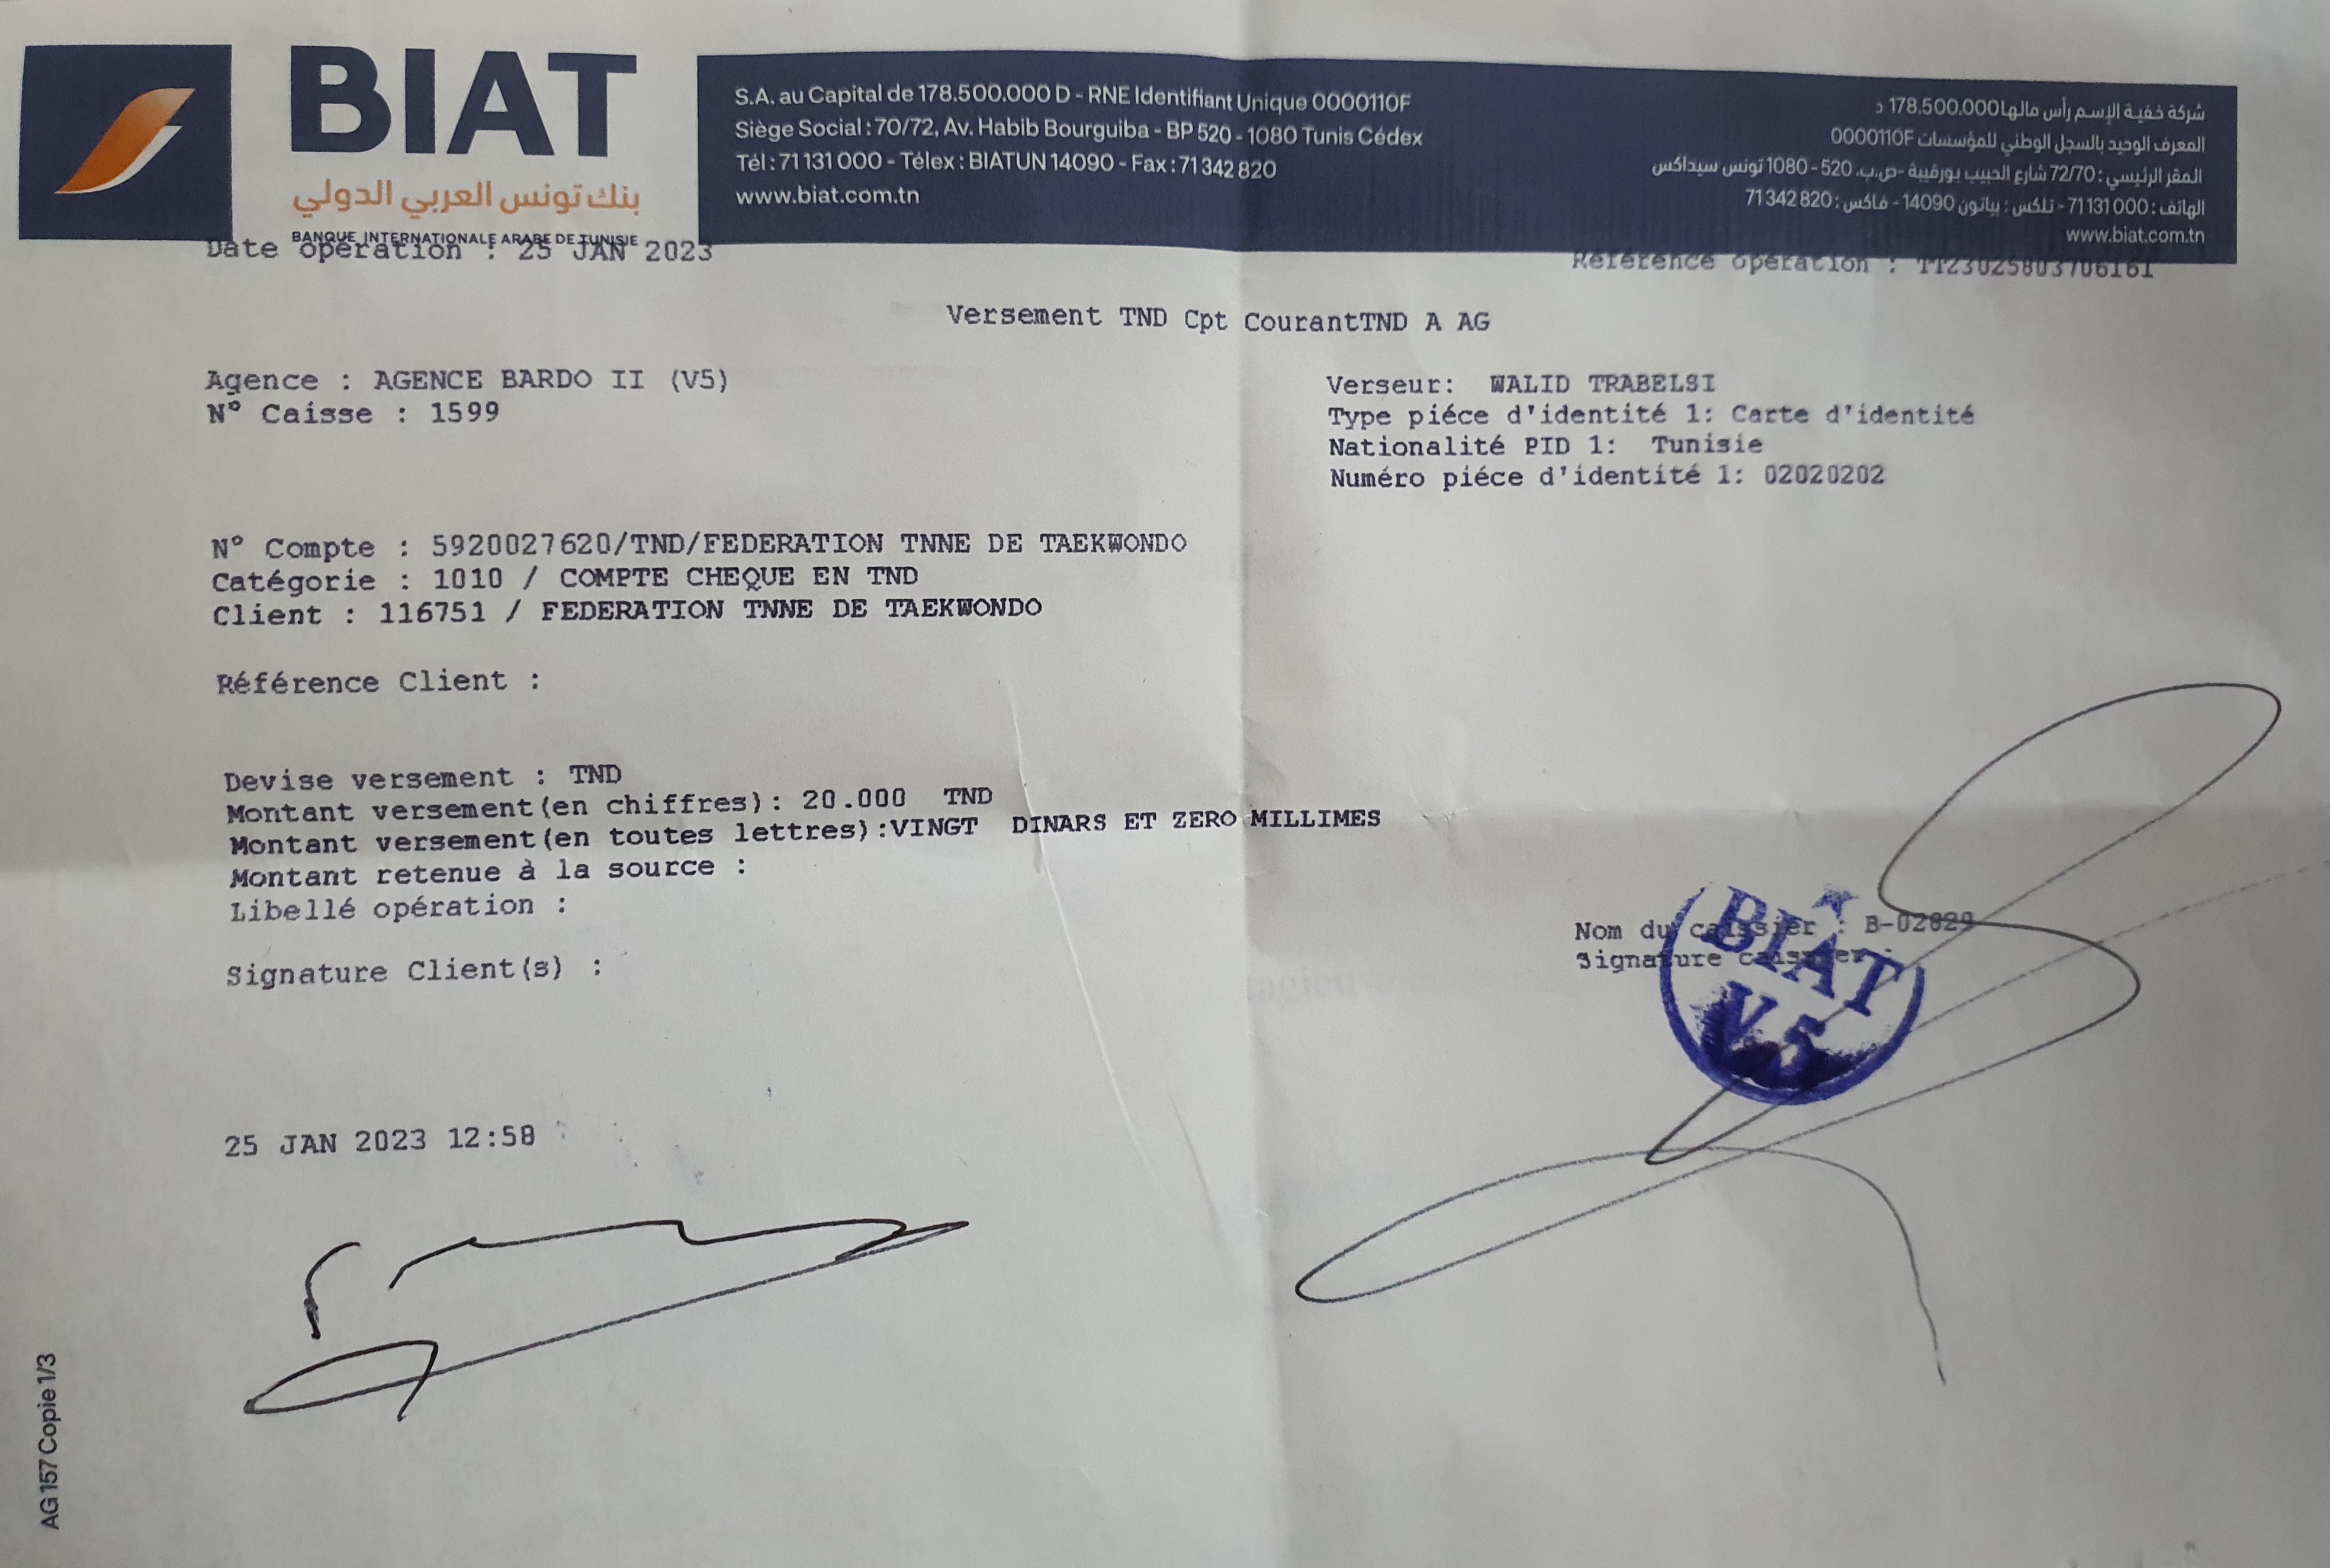 BIAT
بنك تونس العربي الدولي
BANQUE INTERNATIONALE ARABE DE TUNISIE
S.A. au Capital de 178.500.000 D - RNE Identifiant Unique 0000110F
Siège Social : 70/72, Av. Habib Bourguiba - BP 520 - 1080 Tunis Cédex
Tél : 71 131 000 - Télex : BIATUN 14090 - Fax : 71 342 820
www.biat.com.tn
شركة خفية الإسم رأس مالها 178.500.000 د
المعرف الوحيد بالسجل الوطني للمؤسسات 0000110F
المقر الرئيسي : 72/70 شارع الحبيب بورقيبة -ص.ب. 520 - 1080 تونس سيداكس
الهاتف : 71 131 000 - تلكس : بياتون 14090 - فاكس : 71 342 820
www.biat.com.tn
Date opération : 25 JAN 2023
Référence opération : TT23025803706161
Versement TND Cpt CourantTND A AG
Agence : AGENCE BARDO II (V5)
N° Caisse : 1599
Verseur: WALID TRABELSI
Type piéce d'identité 1: Carte d'identité
Nationalité PID 1: Tunisie
Numéro piéce d'identité 1: 02020202
N° Compte : 5920027620/TND/FEDERATION TNNE DE TAEKWONDO
Catégorie : 1010 / COMPTE CHEQUE EN TND
Client : 116751 / FEDERATION TNNE DE TAEKWONDO
Référence Client :
Devise versement : TND
Montant versement(en chiffres): 20.000 TND
Montant versement(en toutes lettres):VINGT DINARS ET ZERO MILLIMES
Montant retenue à la source :
Libellé opération :
Signature Client(s) :
Nom du caissier : B-02829
Signature caissier :
BIAT
V5
25 JAN 2023 12:58
AG 157 Copie 1/3